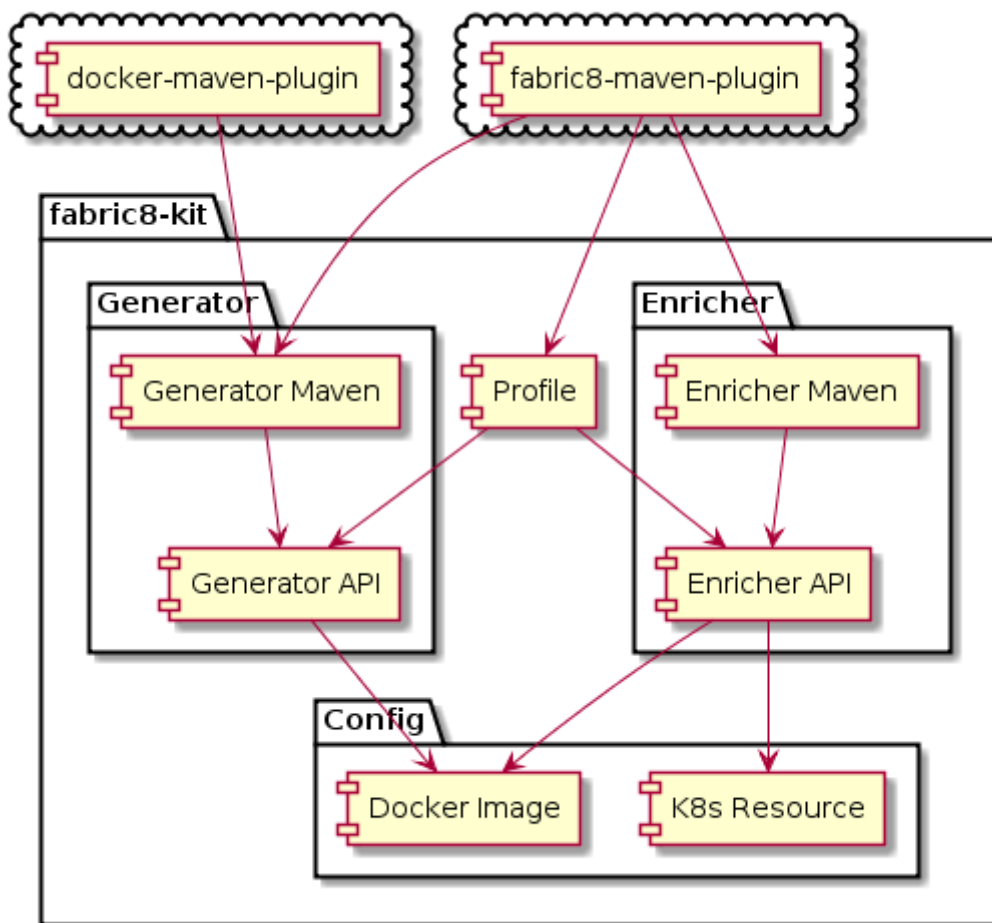 docker-maven-plugin
fabric8-maven-plugin
fabric8-kit
Generator
Enricher
Generator Maven
Profile
Enricher Maven
Generator API
Enricher API
Config
Docker Image
K8s Resource